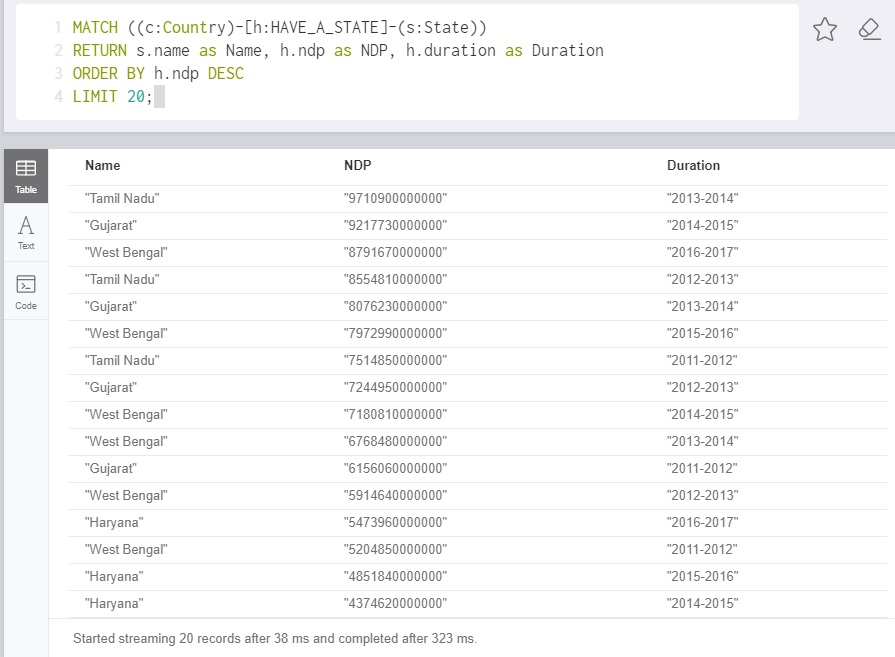 1 MATCH ((c:Country)-[h:HAVE_A_STATE]-(s:State))
2 RETURN s.name as Name, h.ndp as NDP, h.duration as Duration
3 ORDER BY h.ndp DESC
4 LIMIT 20;
Table
Text
Code
Name NDP Duration
"Tamil Nadu" "9710900000000" "2013-2014"
"Gujarat" "9217730000000" "2014-2015"
"West Bengal" "8791670000000" "2016-2017"
"Tamil Nadu" "8554810000000" "2012-2013"
"Gujarat" "8076230000000" "2013-2014"
"West Bengal" "7972990000000" "2015-2016"
"Tamil Nadu" "7514850000000" "2011-2012"
"Gujarat" "7244950000000" "2012-2013"
"West Bengal" "7180810000000" "2014-2015"
"West Bengal" "6768480000000" "2013-2014"
"Gujarat" "6156060000000" "2011-2012"
"West Bengal" "5914640000000" "2012-2013"
"Haryana" "5473960000000" "2016-2017"
"West Bengal" "5204850000000" "2011-2012"
"Haryana" "4851840000000" "2015-2016"
"Haryana" "4374620000000" "2014-2015"
Started streaming 20 records after 38 ms and completed after 323 ms.